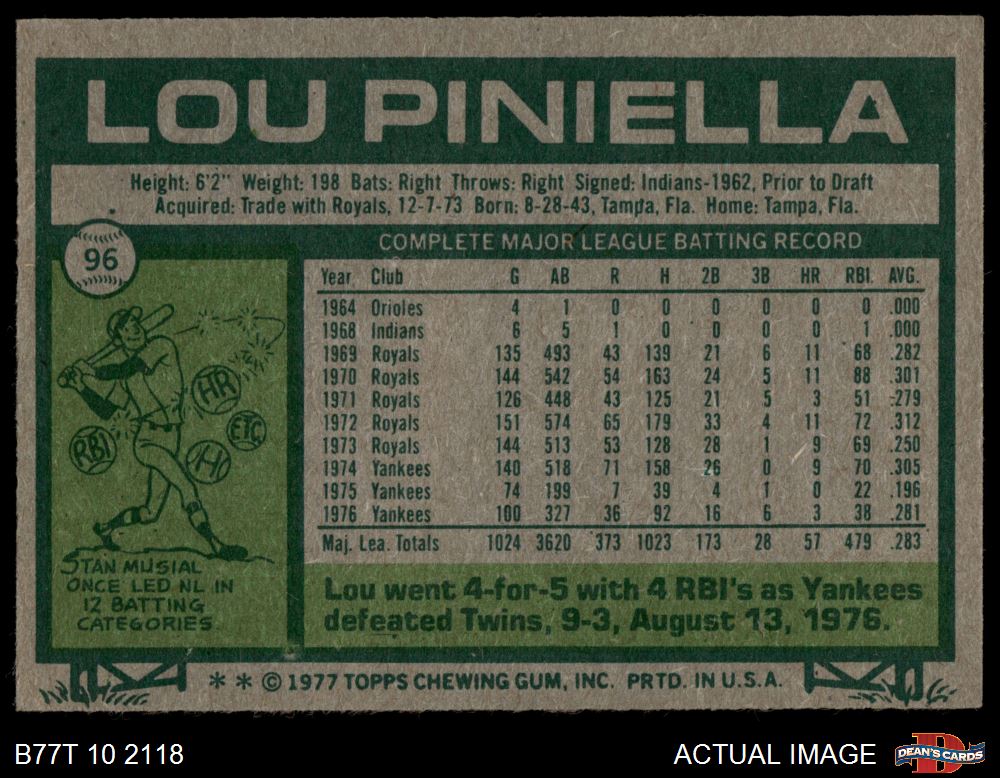 LOU PINIELLA
Height: 6'2" Weight: 198 Bats: Right Throws: Right Signed: Indians-1962, Prior to Draft
Acquired: Trade with Royals, 12-7-73 Born: 8-28-43, Tampa, Fla. Home: Tampa, Fla.
96
COMPLETE MAJOR LEAGUE BATTING RECORD
Year Club G AB R H 2B 3B HR RBI AVG.
1964 Orioles 4 1 0 0 0 0 0 0 .000
1968 Indians 6 5 1 0 0 0 0 1 .000
1969 Royals 135 493 43 139 21 6 11 68 .282
1970 Royals 144 542 54 163 24 5 11 88 .301
1971 Royals 126 448 43 125 21 5 3 51 .279
1972 Royals 151 574 65 179 33 4 11 72 .312
1973 Royals 144 513 53 128 28 1 9 69 .250
1974 Yankees 140 518 71 158 26 0 9 70 .305
1975 Yankees 74 199 7 39 4 1 0 22 .196
1976 Yankees 100 327 36 92 16 6 3 38 .281
Maj. Lea. Totals 1024 3620 373 1023 173 28 57 479 .283
HR
ETC
RBI
H
STAN MUSIAL
ONCE LED NL IN
12 BATTING
CATEGORIES.
Lou went 4-for-5 with 4 RBI's as Yankees
defeated Twins, 9-3, August 13, 1976.
* * © 1977 TOPPS CHEWING GUM, INC. PRTD. IN U.S.A.
B77T 10 2118
ACTUAL IMAGE
DEAN'S CARDS